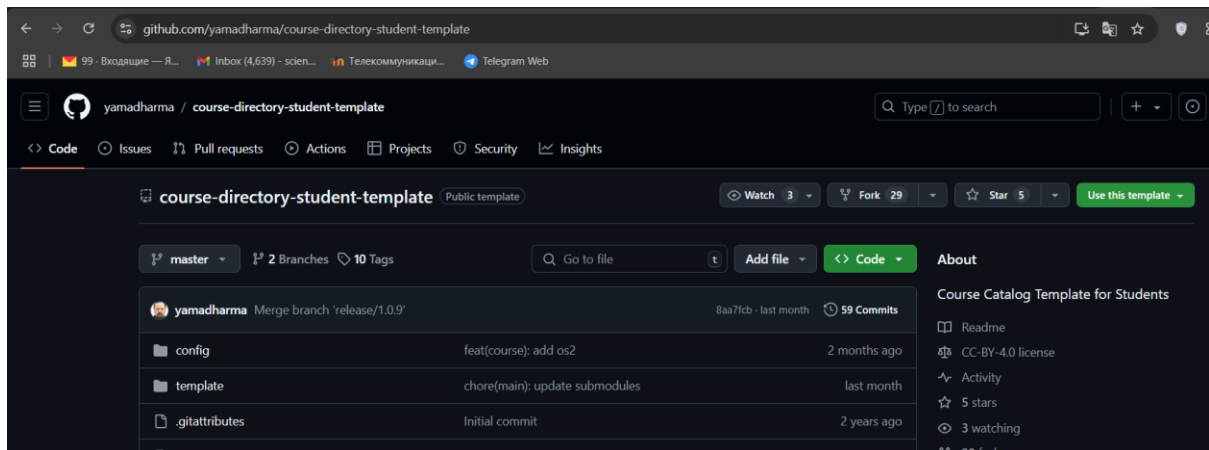 github.com/yamadharma/course-directory-student-template
99 · Входящие — Я... Inbox (4,639) - scien... Телекоммуникаци... Telegram Web
yamadharma / course-directory-student-template Type / to search
Code Issues Pull requests Actions Projects Security Insights
course-directory-student-template Public template Watch 3 Fork 29 Star 5 Use this template
master 2 Branches 10 Tags Go to file t Add file Code About
Course Catalog Template for Students
yamadharma Merge branch 'release/1.0.9' 8aa7fcb · last month 59 Commits
Readme
config feat(course): add os2 2 months ago
CC-BY-4.0 license
Activity
template chore(main): update submodules last month
5 stars
.gitattributes Initial commit 2 years ago
3 watching